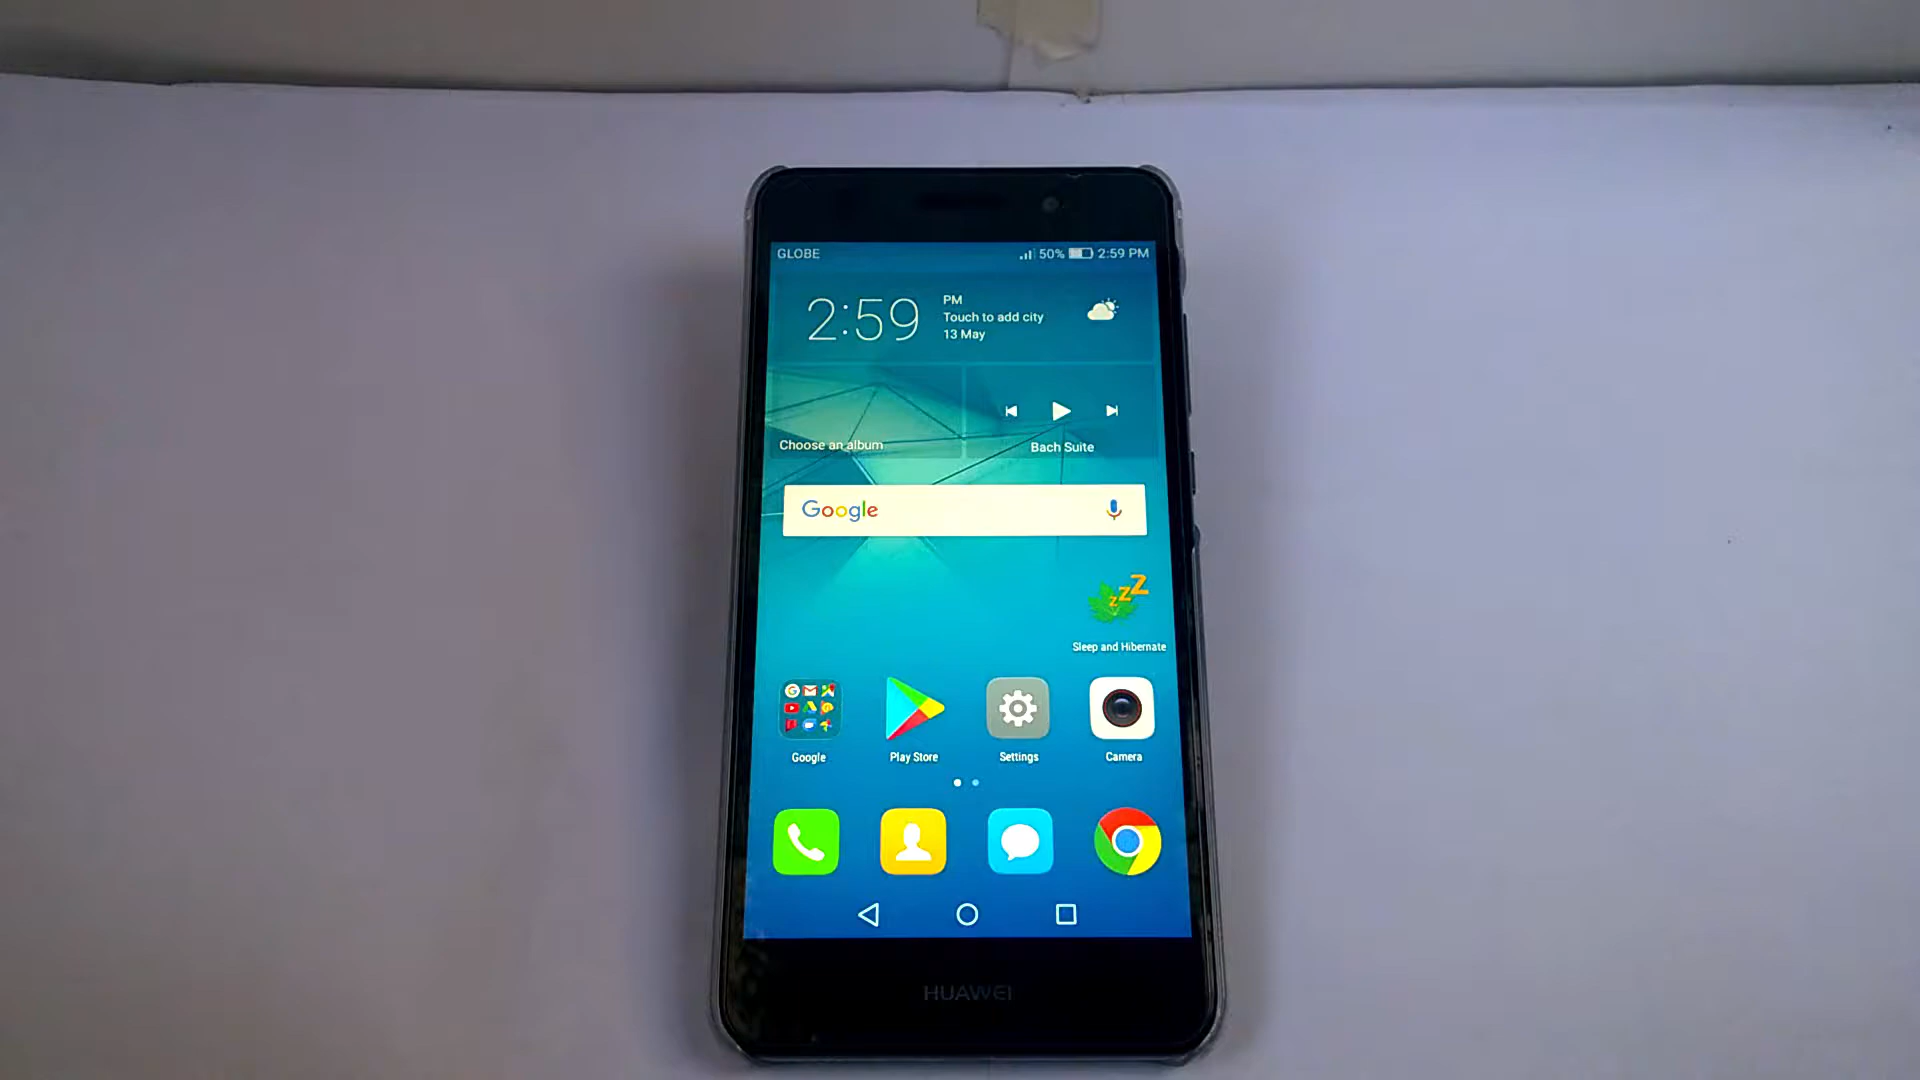 GLOBE 50% 2:59 PM
2:59
PM
Touch to add city
13 May
Choose an album
Bach Suite
Google
Sleep and Hibernate
Google
Play Store
Settings
Camera
HUAWEI